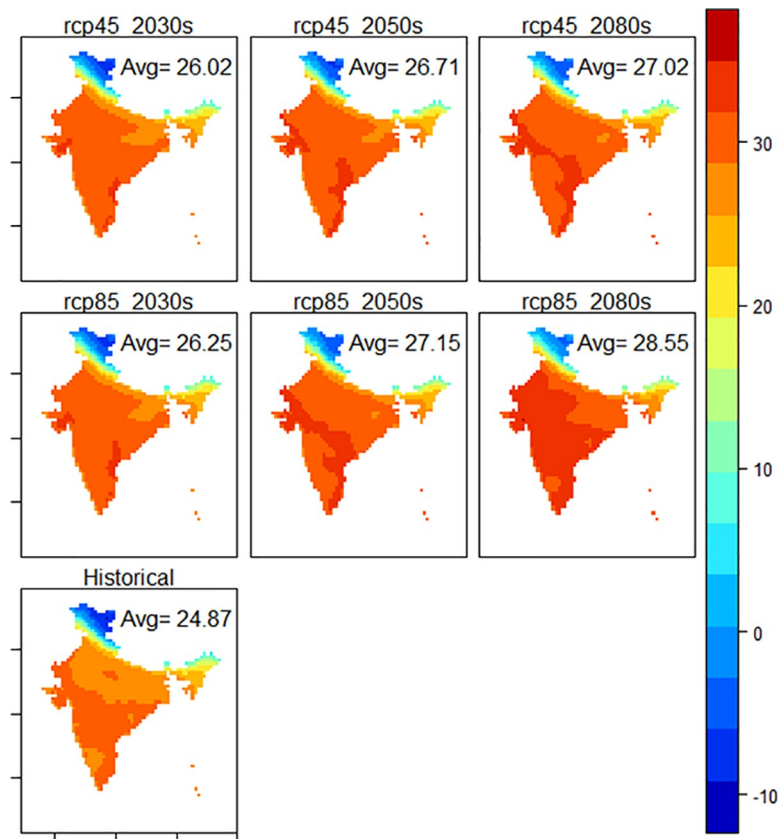 rcp45_2030s
rcp45_2050s
rcp45_2080s
Avg= 26.02
Avg= 26.71
Avg= 27.02
rcp85_2030s
rcp85_2050s
rcp85_2080s
Avg= 26.25
Avg= 27.15
Avg= 28.55
Historical
Avg= 24.87
30
20
10
0
-10